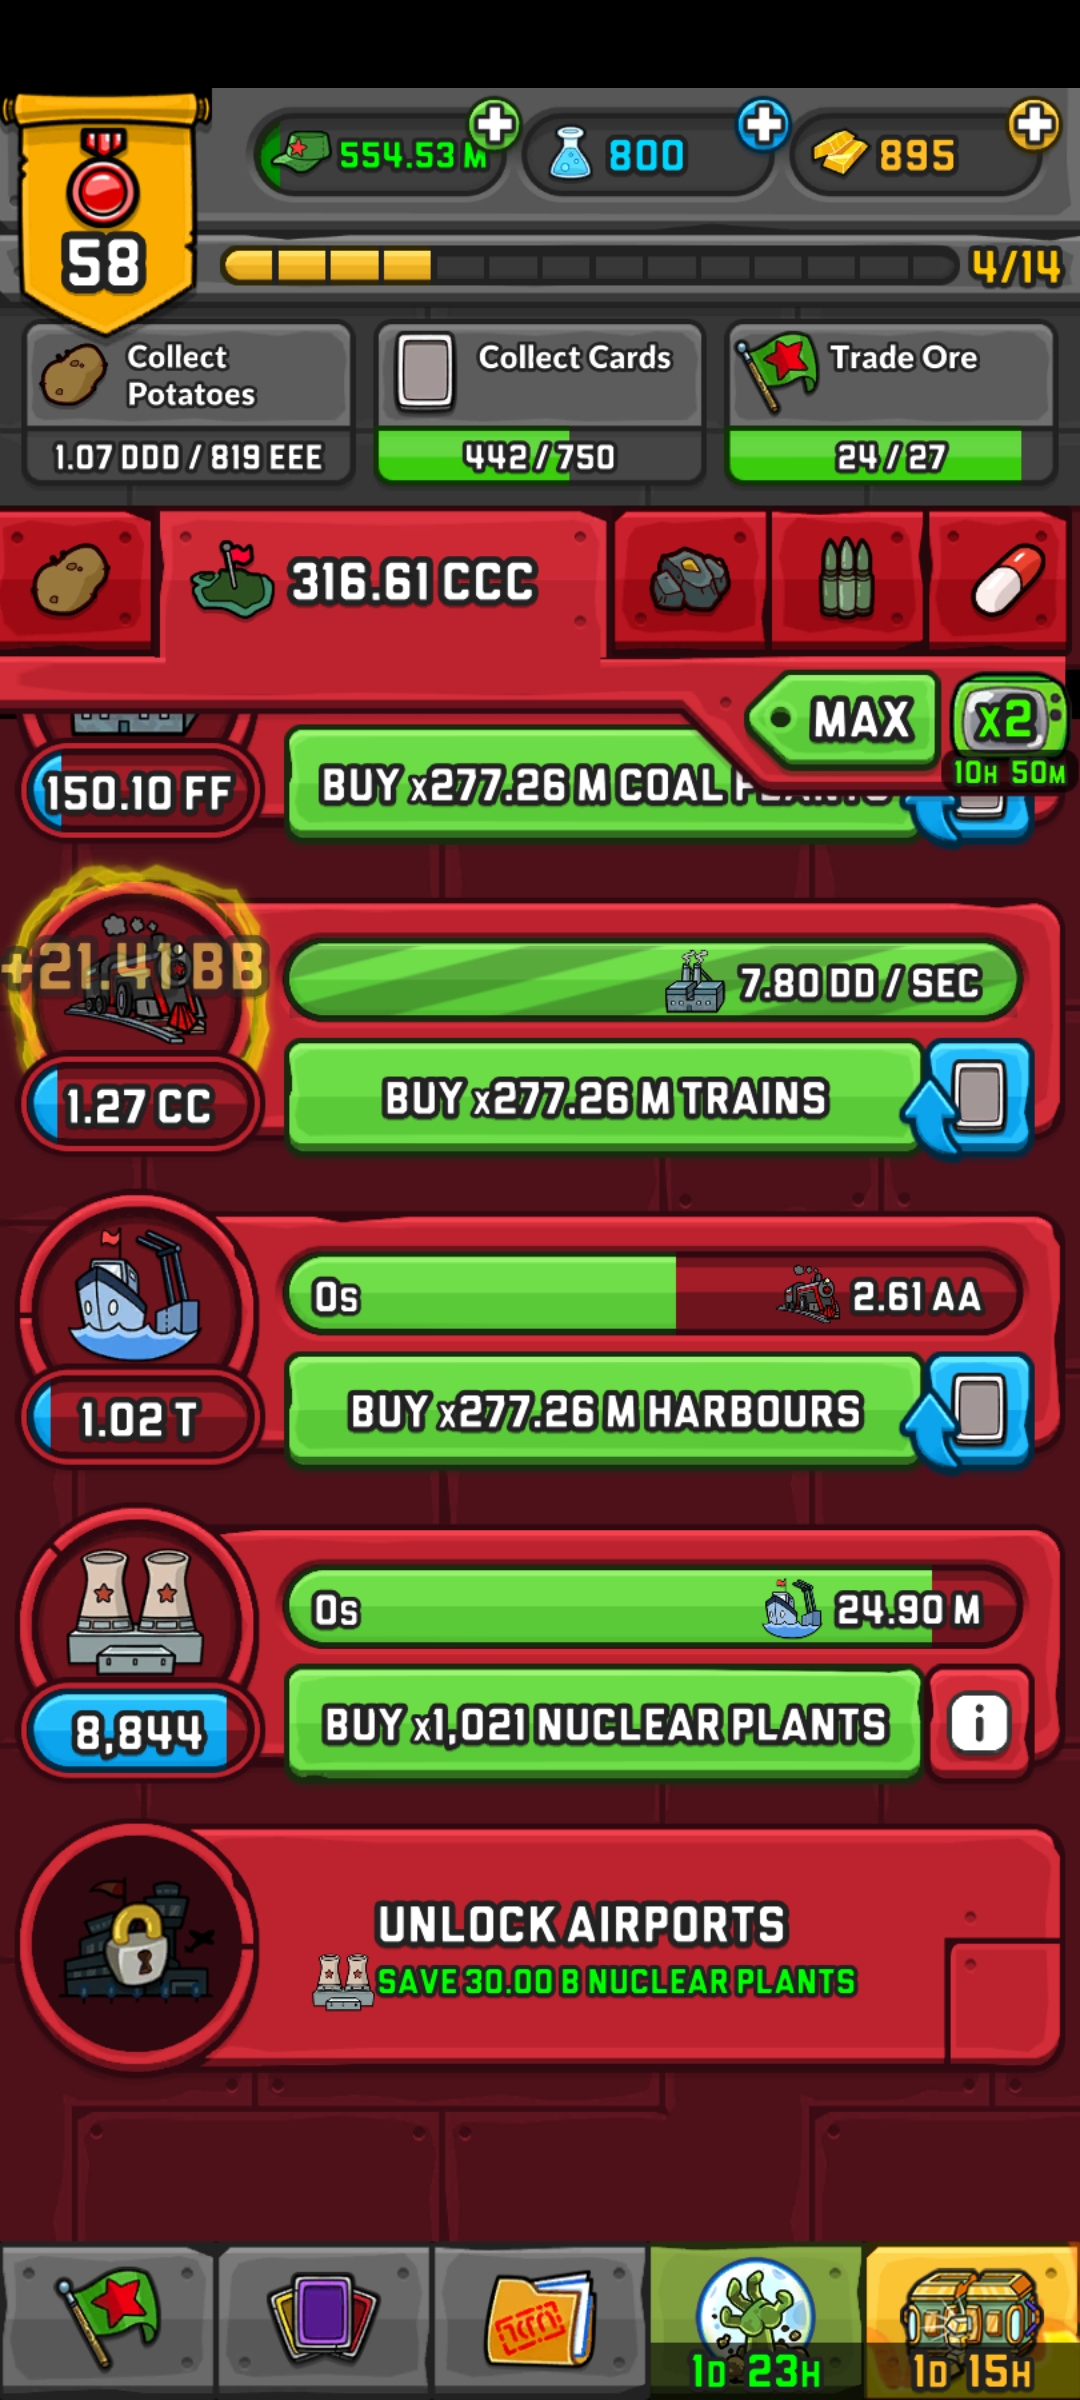 554.53 M
800
895
58
4/14
Collect Potatoes
1.07 DDD / 819 EEE
Collect Cards
442 / 750
Trade Ore
24 / 27
316.61 CCC
MAX
x2
10H 50M
150.10 FF
BUY x277.26 M COAL PLANTS
+21.41 BB
7.80 DD / SEC
1.27 CC
BUY x277.26 M TRAINS
0s
2.61 AA
1.02 T
BUY x277.26 M HARBOURS
0s
24.90 M
8,844
BUY x1,021 NUCLEAR PLANTS
i
UNLOCK AIRPORTS
SAVE 30.00 B NUCLEAR PLANTS
1D 23H
1D 15H